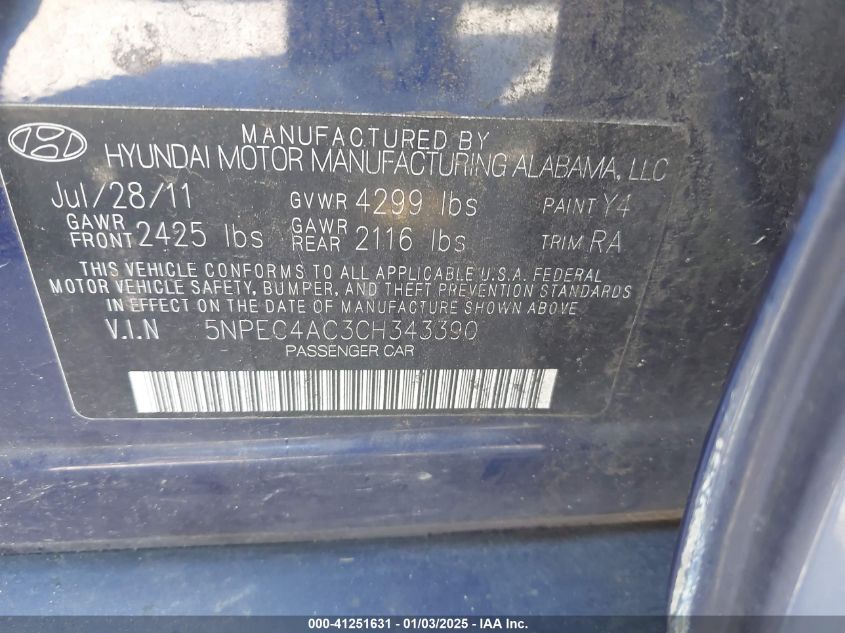 MANUFACTURED BY
HYUNDAI MOTOR MANUFACTURING ALABAMA, LLC
Jul/28/11 GVWR 4299 lbs PAINT Y4
GAWR FRONT 2425 lbs GAWR REAR 2116 lbs TRIM RA
THIS VEHICLE CONFORMS TO ALL APPLICABLE U.S.A. FEDERAL
MOTOR VEHICLE SAFETY, BUMPER, AND THEFT PREVENTION STANDARDS
IN EFFECT ON THE DATE OF MANUFACTURE SHOWN ABOVE
V.I.N 5NPEC4AC3CH343390
PASSENGER CAR
000-41251631 - 01/03/2025 - IAA Inc.